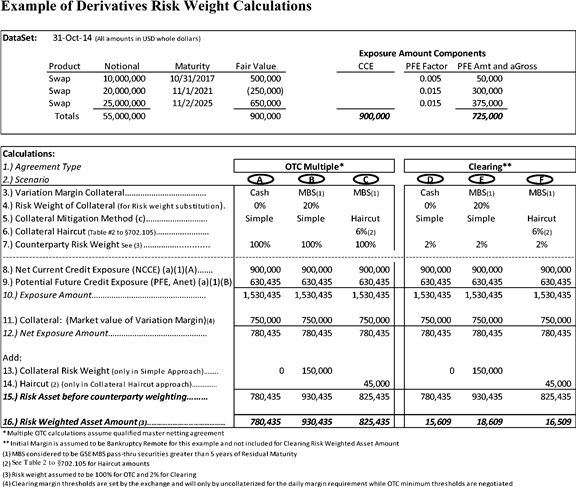 Example of Derivatives Risk Weight Calculations
DataSet: 31-Oct-14 (All amounts in USD whole dollars)
Exposure Amount Components
Product Notional Maturity Fair Value CCE PFE Factor PFE Amt and aGross
Swap 10,000,000 10/31/2017 500,000 0.005 50,000
Swap 20,000,000 11/1/2021 (250,000) 0.015 300,000
Swap 25,000,000 11/2/2025 650,000 0.015 375,000
Totals 55,000,000 900,000 900,000 725,000
Calculations:
1.) Agreement Type OTC Multiple* Clearing**
2.) Scenario A B C D E F
3.) Variation Margin Collateral.................................... Cash MBS(1) MBS(1) Cash MBS(1) MBS(1)
4.) Risk Weight of Collateral (for Risk weight substitution). 0% 20% 0% 20%
5.) Collateral Mitigation Method (c)............................ Simple Simple Haircut Simple Simple Haircut
6.) Collateral Haircut (Table #2 to §702.105)................ 6%(2) 6%(2)
7.) Counterparty Risk Weight See (3)................ 100% 100% 100% 2% 2% 2%
8.) Net Current Credit Exposure (NCCE) (a)(1)(A)....... 900,000 900,000 900,000 900,000 900,000 900,000
9.) Potential Future Credit Exposure (PFE, Anet) (a)(1)(B) 630,435 630,435 630,435 630,435 630,435 630,435
10.) Exposure Amount................................................ 1,530,435 1,530,435 1,530,435 1,530,435 1,530,435 1,530,435
11.) Collateral: (Market value of Variation Margin)(4) 750,000 750,000 750,000 750,000 750,000 750,000
12.) Net Exposure Amount......................................... 780,435 780,435 780,435 780,435 780,435 780,435
Add:
13.) Collateral Risk Weight (only in Simple Approach)....... 0 150,000 0 150,000
14.) Haircut (2) (only in Collateral Haircut approach)............. 45,000 45,000
15.) Risk Asset before counterparty weighting......... 780,435 930,435 825,435 780,435 930,435 825,435
16.) Risk Weighted Asset Amount (3)........................... 780,435 930,435 825,435 15,609 18,609 16,509
*Multiple OTC calculations assume qualified master netting agreement
** Initial Margin is assumed to be Bankruptcy Remote for this example and not included for Clearing Risk Weighted Asset Amount
(1) MBS considered to be GSE MBS pass-thru securities greater than 5 years of Residual Maturity
(2) See Table 2 to §702.105 for Haircut amounts
(3) Risk weight assumed to be 100% for OTC and 2% for Clearing
(4) Clearing margin thresholds are set by the exchange and will only by uncollateralized for the daily margin requirement while OTC minimum thresholds are negotiated